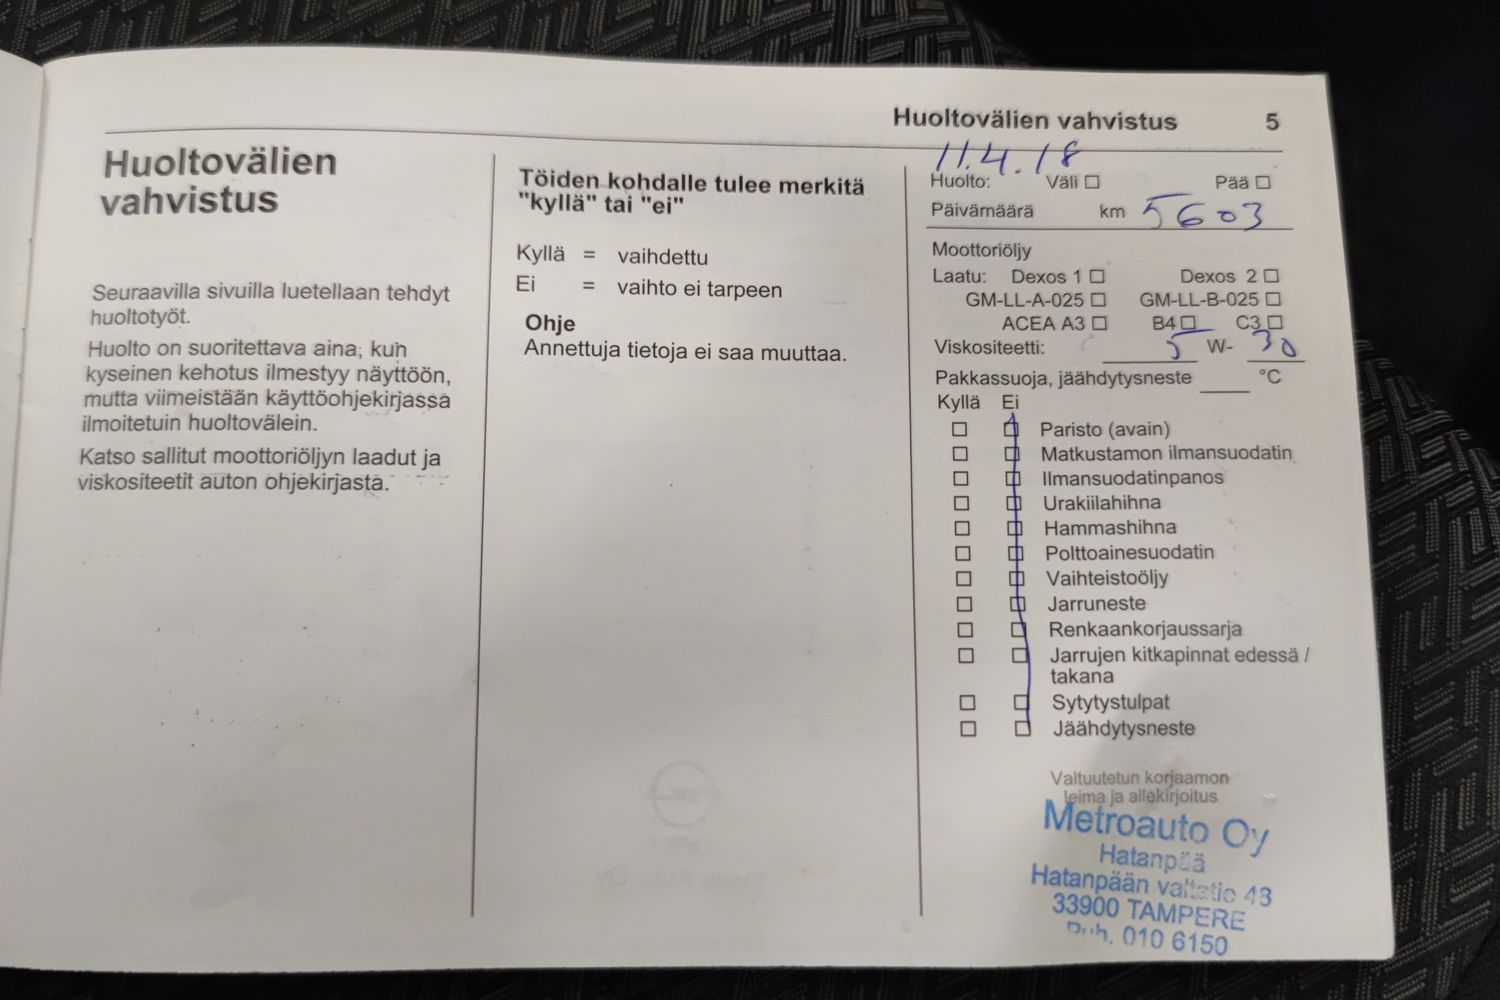 Huoltovälien vahvistus 5
Huoltovälien
vahvistus
Seuraavilla sivuilla luetellaan tehdyt
huoltotyöt.
Huolto on suoritettava aina, kun
kyseinen kehotus ilmestyy näyttöön,
mutta viimeistään käyttöohjekirjassa
ilmoitetuin huoltovälein.
Katso sallitut moottoriöljyn laadut ja
viskositeetit auton ohjekirjasta.
Töiden kohdalle tulee merkitä
"kyllä" tai "ei"
Kyllä = vaihdettu
Ei = vaihto ei tarpeen
Ohje
Annettuja tietoja ei saa muuttaa.
11.4.18
Huolto: Väli ☐ Pää ☐
Päivämäärä km 5603
Moottoriöljy
Laatu: Dexos 1 ☐ Dexos 2 ☐
GM-LL-A-025 ☐ GM-LL-B-025 ☐
ACEA A3 ☐ B4 ☐ C3 ☐
Viskositeetti: 5 W- 30
Pakkassuoja, jäähdytysneste ____ °C
Kyllä Ei
☐ ☐ Paristo (avain)
☐ ☐ Matkustamon ilmansuodatin
☐ ☐ Ilmansuodatinpanos
☐ ☐ Urakiilahihna
☐ ☐ Hammashihna
☐ ☐ Polttoainesuodatin
☐ ☐ Vaihteistoöljy
☐ ☐ Jarruneste
☐ ☐ Renkaankorjaussarja
☐ ☐ Jarrujen kitkapinnat edessä /
takana
☐ ☐ Sytytystulpat
☐ ☐ Jäähdytysneste
Valtuutetun korjaamon
leima ja allekirjoitus
Metroauto Oy
Hatanpää
Hatanpään valtatie 48
33900 TAMPERE
Puh. 010 6150